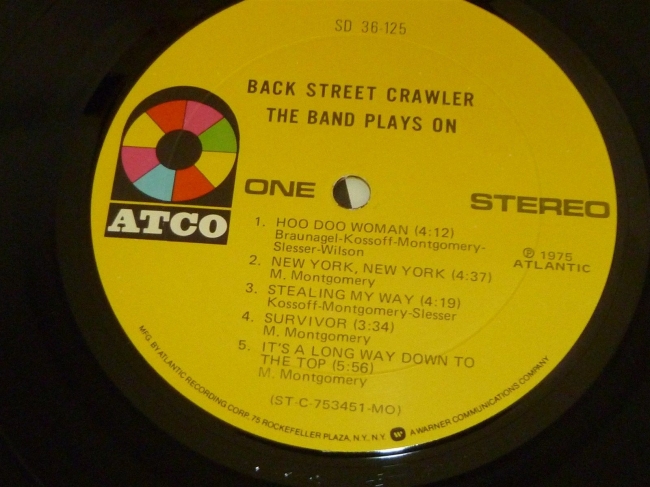 SD 36-125
BACK STREET CRAWLER
THE BAND PLAYS ON
ATCO
ONE
STEREO
1. HOO DOO WOMAN (4:12)
Braunagel-Kossoff-Montgomery-
Slesser-Wilson
2. NEW YORK, NEW YORK (4:37)
M. Montgomery
3. STEALING MY WAY (4:19)
Kossoff-Montgomery-Slesser
4. SURVIVOR (3:34)
M. Montgomery
5. IT'S A LONG WAY DOWN TO
THE TOP (5:56)
M. Montgomery
℗ 1975
ATLANTIC
(ST-C-753451-MO)
MFG. BY ATLANTIC RECORDING CORP. 75 ROCKEFELLER PLAZA, N.Y., N.Y. W A WARNER COMMUNICATIONS COMPANY